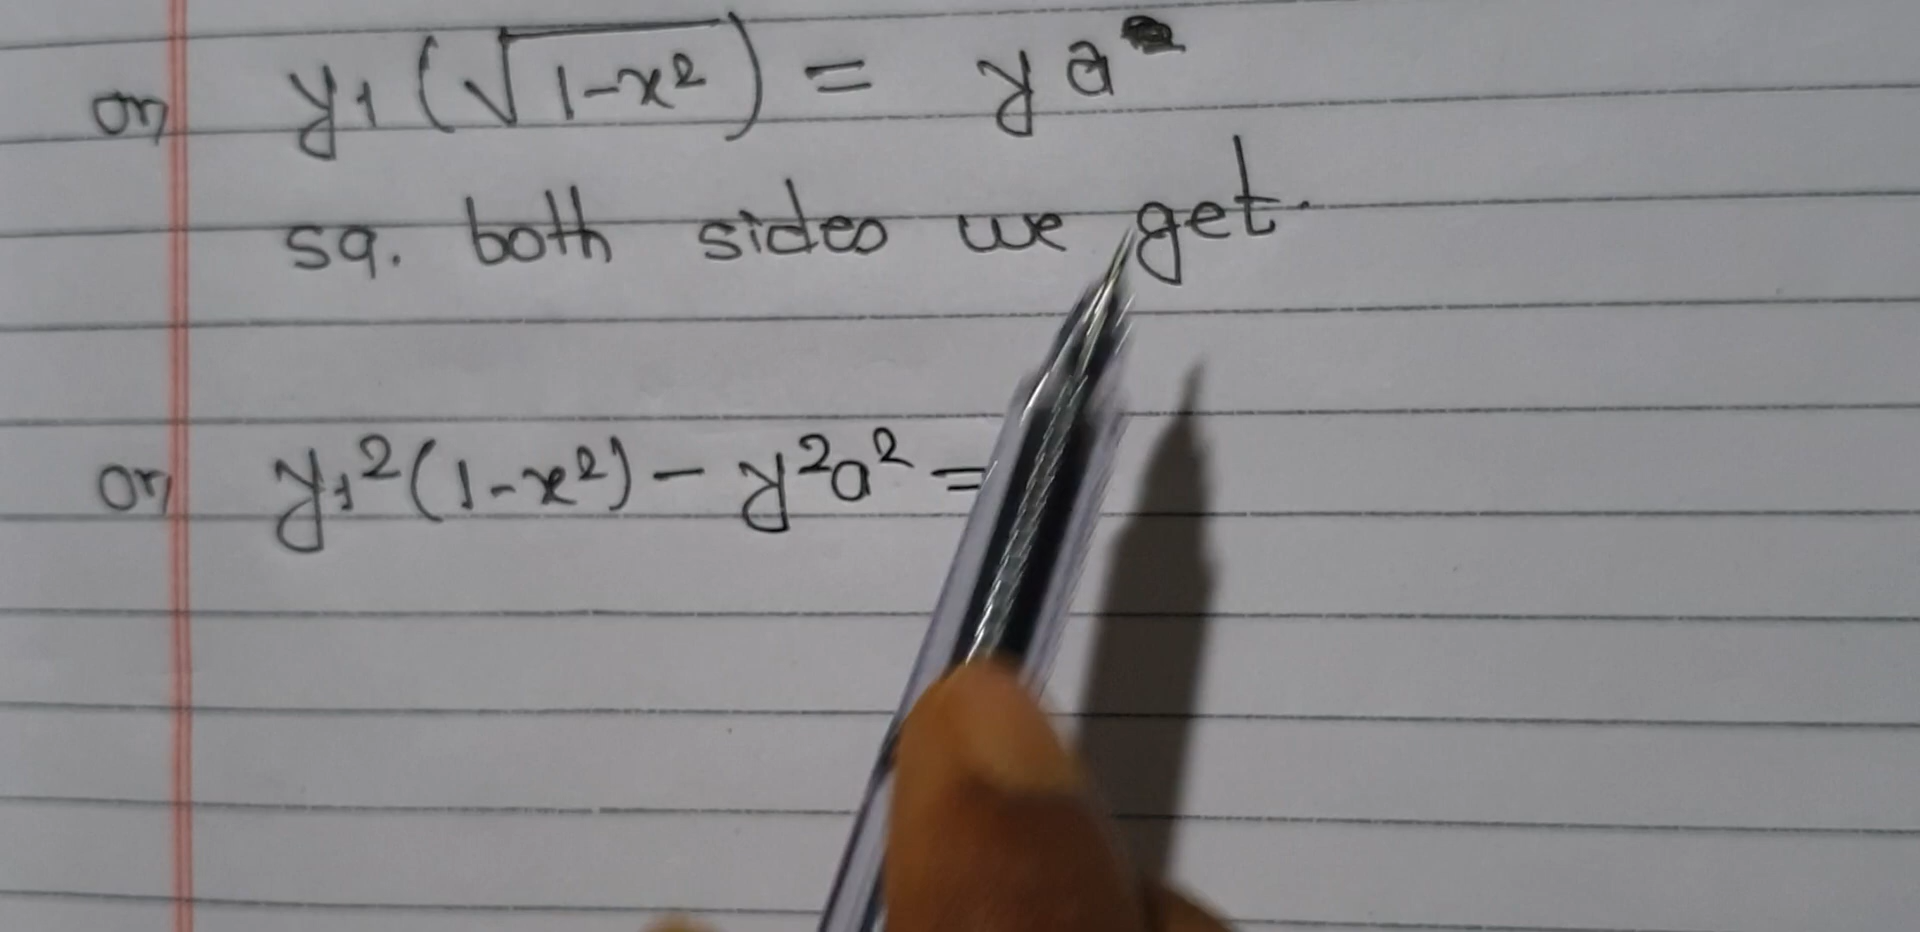 or y₁(√1-x²) = ya
sq. both sides we get.
or y₁²(1-x²) - y²a² =